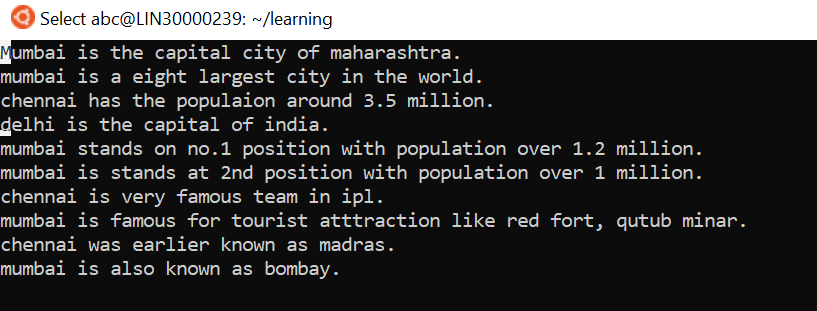 Select abc@LIN30000239: ~/learning
Mumbai is the capital city of maharashtra.
mumbai is a eight largest city in the world.
chennai has the populaion around 3.5 million.
delhi is the capital of india.
mumbai stands on no.1 position with population over 1.2 million.
mumbai is stands at 2nd position with population over 1 million.
chennai is very famous team in ipl.
mumbai is famous for tourist atttraction like red fort, qutub minar.
chennai was earlier known as madras.
mumbai is also known as bombay.